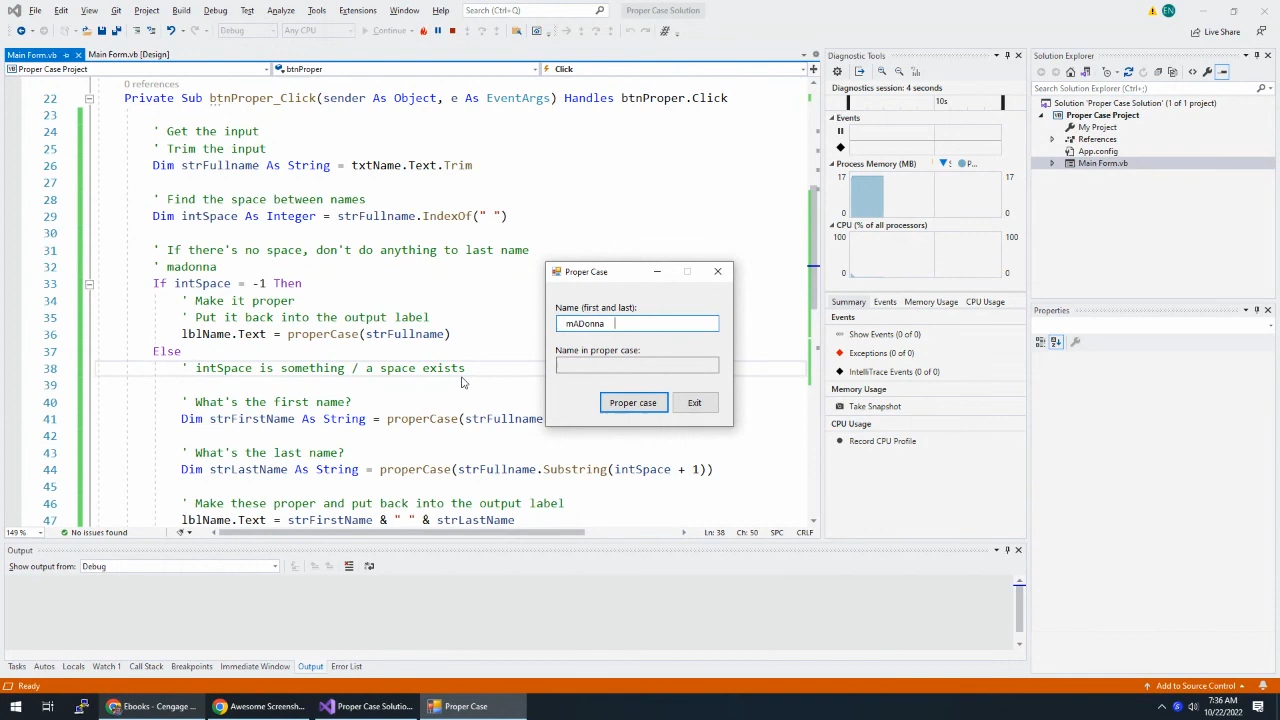 File Edit View Git Project Build Debug Test Analyze Tools Extensions Window Help Search (Ctrl+Q) Proper Case Solution EN
Debug Any CPU Continue Live Share
Main Form.vb Main Form.vb [Design]
Proper Case Project btnProper Click
0 references
22 Private Sub btnProper_Click(sender As Object, e As EventArgs) Handles btnProper.Click
23
24 ' Get the input
25 ' Trim the input
26 Dim strFullname As String = txtName.Text.Trim
27
28 ' Find the space between names
29 Dim intSpace As Integer = strFullname.IndexOf(" ")
30
31 ' If there's no space, don't do anything to last name
32 ' madonna
33 If intSpace = -1 Then
34 ' Make it proper
35 ' Put it back into the output label
36 lblName.Text = properCase(strFullname)
37 Else
38 ' intSpace is something / a space exists
39
40 ' What's the first name?
41 Dim strFirstName As String = properCase(strFullname
42
43 ' What's the last name?
44 Dim strLastName As String = properCase(strFullname.Substring(intSpace + 1))
45
46 ' Make these proper and put back into the output label
47 lblName.Text = strFirstName & " " & strLastName
149 % No issues found Ln: 38 Ch: 50 SPC CRLF
Proper Case
Name (first and last):
mADonna
Name in proper case:
Proper case Exit
Diagnostic Tools
Diagnostics session: 4 seconds
10s
Events
Process Memory (MB) S P...
17 17
0 0
CPU (% of all processors)
100 100
0 0
Summary Events Memory Usage CPU Usage
Events
Show Events (0 of 0)
Exceptions (0 of 0)
IntelliTrace Events (0 of 0)
Memory Usage
Take Snapshot
CPU Usage
Record CPU Profile
Solution Explorer
Search Solution Explorer (Ctrl+;)
Solution 'Proper Case Solution' (1 of 1 project)
Proper Case Project
My Project
References
App.config
Main Form.vb
Properties
Output
Show output from: Debug
Tasks Autos Locals Watch 1 Call Stack Breakpoints Immediate Window Output Error List
Ready Add to Source Control
Ebooks - Cengage ... Awesome Screensh... Proper Case Solutio... Proper Case
7:36 AM
10/22/2022